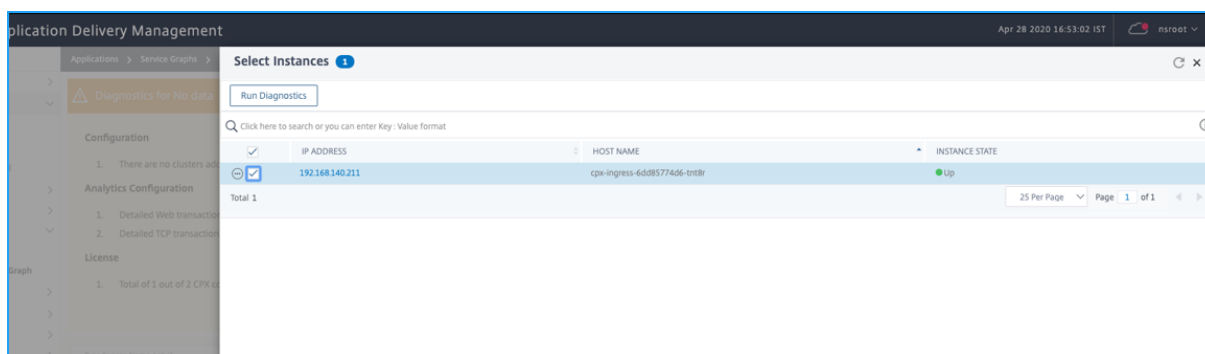 plication Delivery Management
Apr 28 2020 16:53:02 IST
nsroot
Applications > Service Graphs >
Select Instances 1
Diagnostics for No data
Run Diagnostics
Click here to search or you can enter Key : Value format
Configuration
IP ADDRESS HOST NAME INSTANCE STATE
1. There are no clusters add
192.168.140.211 cpx-ingress-6dd85774d6-tnt8r Up
Analytics Configuration
Total 1
25 Per Page Page 1 of 1
1. Detailed Web transaction
2. Detailed TCP transaction
License
Graph
1. Total of 1 out of 2 CPX co